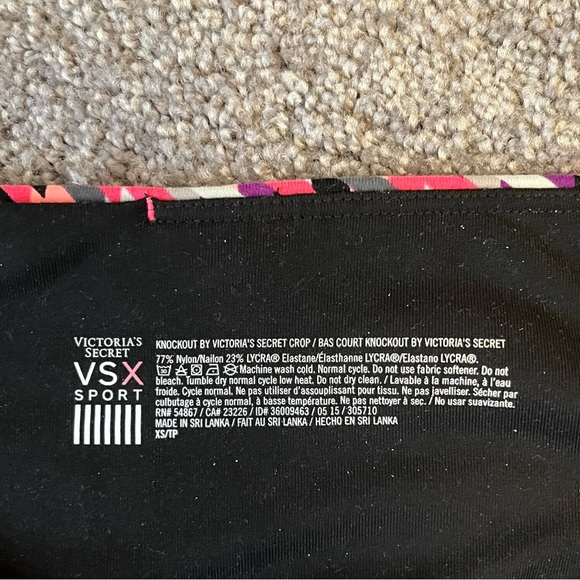 VICTORIA'S
SECRET
VSX
SPORT
KNOCKOUT BY VICTORIA'S SECRET CROP / BAS COURT KNOCKOUT BY VICTORIA'S SECRET
77% Nylon/Nailon 23% LYCRA® Elastane/Élasthanne LYCRA®/Elastano LYCRA®.
Machine wash cold. Normal cycle. Do not use fabric softener. Do not
bleach. Tumble dry normal cycle low heat. Do not dry clean. / Lavable à la machine, à l'eau
froide. Cycle normal. Ne pas utiliser d'assouplissant pour tissu. Ne pas javelliser. Sécher par
culbutage à cycle normal, à basse température. Ne pas nettoyer à sec. / No usar suavizante.
RN# 54867 / CA# 23226 / ID# 36009463 / 05 15 / 305710
MADE IN SRI LANKA / FAIT AU SRI LANKA / HECHO EN SRI LANKA
XS/TP